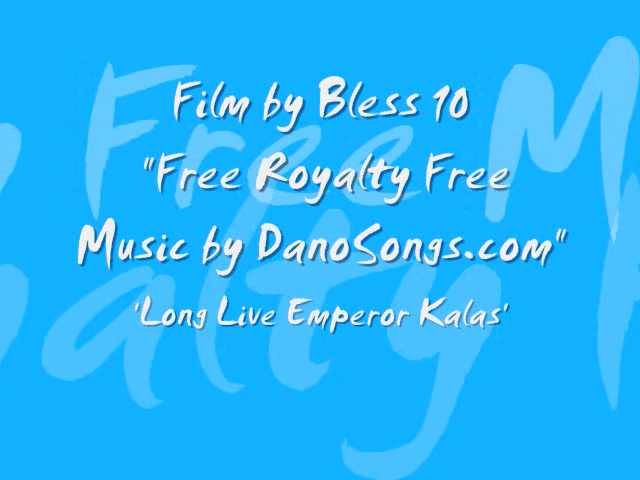 Film by Bless 10
"Free Royalty Free
Music by DanoSongs.com"
'Long Live Emperor Kalas'